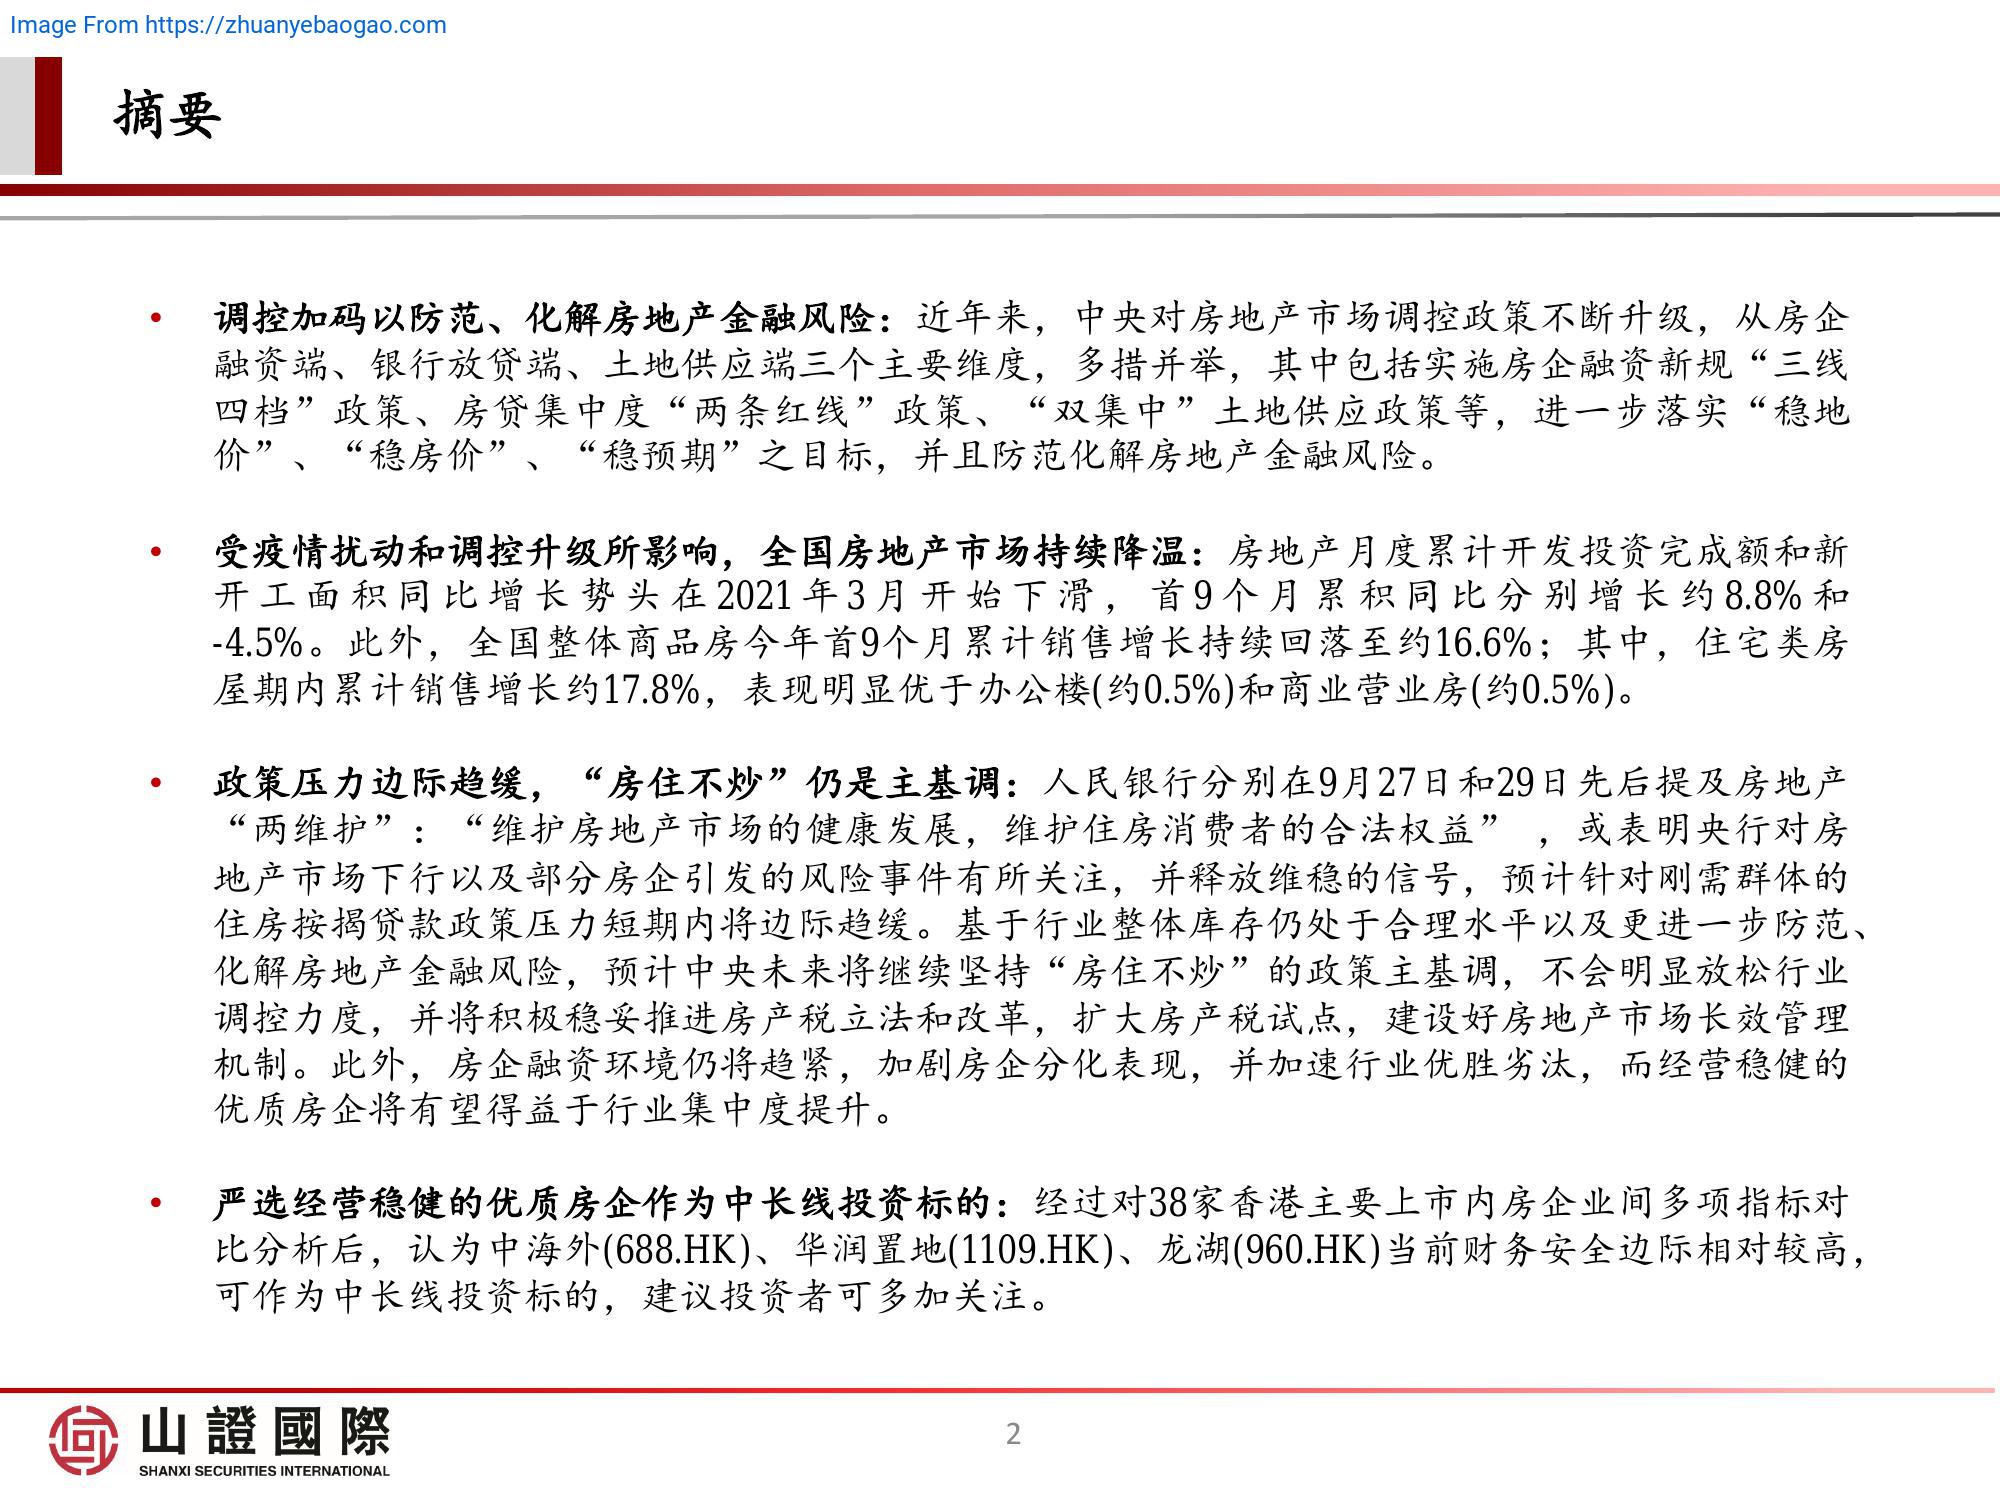 Image From https://zhuanyebaogao.com
摘要
• 调控加码以防范、化解房地产金融风险：近年来，中央对房地产市场调控政策不断升级，从房企
融资端、银行放贷端、土地供应端三个主要维度，多措并举，其中包括实施房企融资新规“三线
四档”政策、房贷集中度“两条红线”政策、“双集中”土地供应政策等，进一步落实“稳地
价”、“稳房价”、“稳预期”之目标，并且防范化解房地产金融风险。
• 受疫情扰动和调控升级所影响，全国房地产市场持续降温：房地产月度累计开发投资完成额和新
开工面积同比增长势头在2021年3月开始下滑，首9个月累积同比分别增长约8.8%和
-4.5%。此外，全国整体商品房今年首9个月累计销售增长持续回落至约16.6%；其中，住宅类房
屋期内累计销售增长约17.8%，表现明显优于办公楼(约0.5%)和商业营业房(约0.5%)。
• 政策压力边际趋缓，“房住不炒”仍是主基调：人民银行分别在9月27日和29日先后提及房地产
“两维护”：“维护房地产市场的健康发展，维护住房消费者的合法权益” ，或表明央行对房
地产市场下行以及部分房企引发的风险事件有所关注，并释放维稳的信号，预计针对刚需群体的
住房按揭贷款政策压力短期内将边际趋缓。基于行业整体库存仍处于合理水平以及更进一步防范、
化解房地产金融风险，预计中央未来将继续坚持“房住不炒”的政策主基调，不会明显放松行业
调控力度，并将积极稳妥推进房产税立法和改革，扩大房产税试点，建设好房地产市场长效管理
机制。此外，房企融资环境仍将趋紧，加剧房企分化表现，并加速行业优胜劣汰，而经营稳健的
优质房企将有望得益于行业集中度提升。
• 严选经营稳健的优质房企作为中长线投资标的：经过对38家香港主要上市内房企业间多项指标对
比分析后，认为中海外(688.HK)、华润置地(1109.HK)、龙湖(960.HK)当前财务安全边际相对较高，
可作为中长线投资标的，建议投资者可多加关注。
山證國際
SHANXI SECURITIES INTERNATIONAL
2